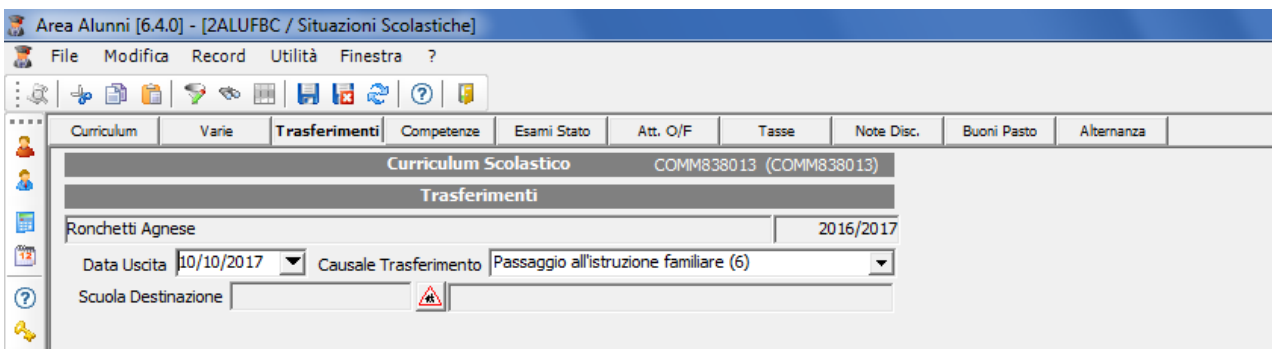 Area Alunni [6.4.0] - [2ALUFBC / Situazioni Scolastiche]
File Modifica Record Utilità Finestra ?
Curriculum Varie Trasferimenti Competenze Esami Stato Att. O/F Tasse Note Disc. Buoni Pasto Alternanza
Curriculum Scolastico COMM838013 (COMM838013)
Trasferimenti
Ronchetti Agnese 2016/2017
Data Uscita 10/10/2017 Causale Trasferimento Passaggio all'istruzione familiare (6)
Scuola Destinazione